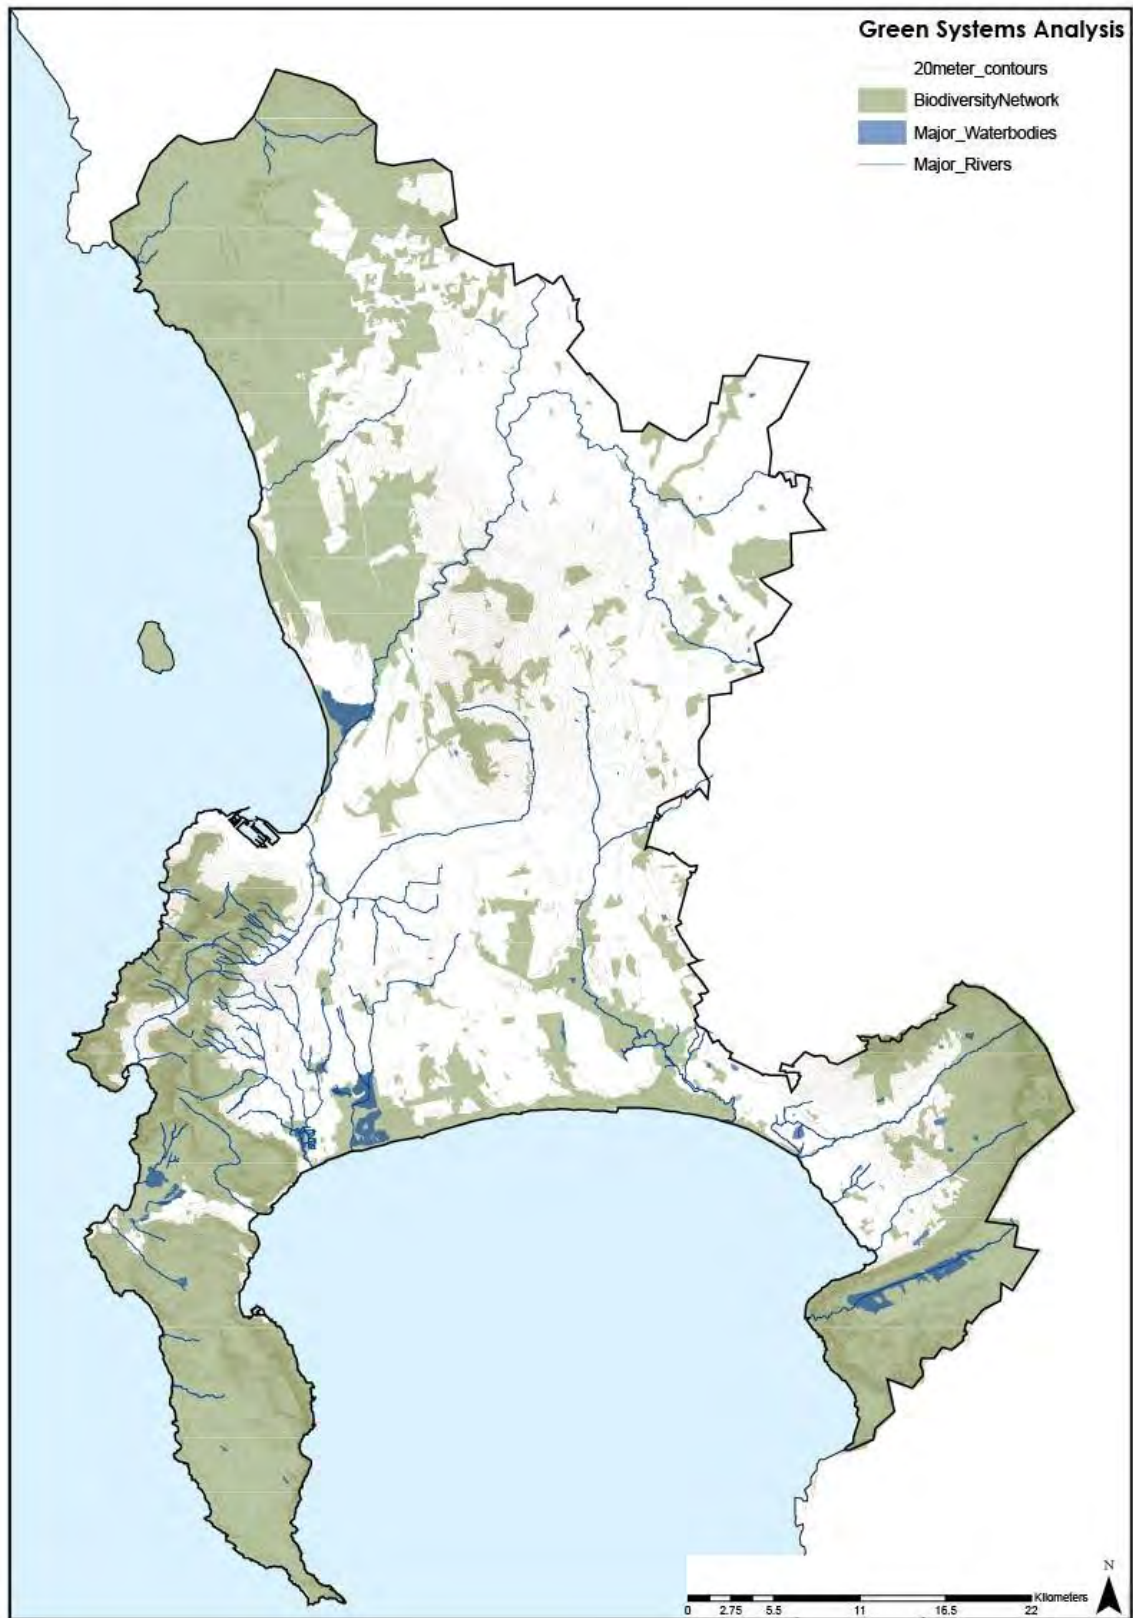 Green Systems Analysis
20meter_contours
BiodiversityNetwork
Major_Waterbodies
Major_Rivers
N
Kilometers
0 2.75 5.5 11 16.5 22